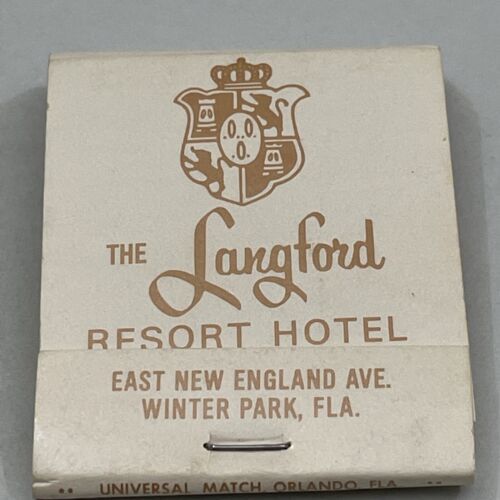 THE Langford
RESORT HOTEL
EAST NEW ENGLAND AVE.
WINTER PARK, FLA.
UNIVERSAL MATCH ORLANDO FLA